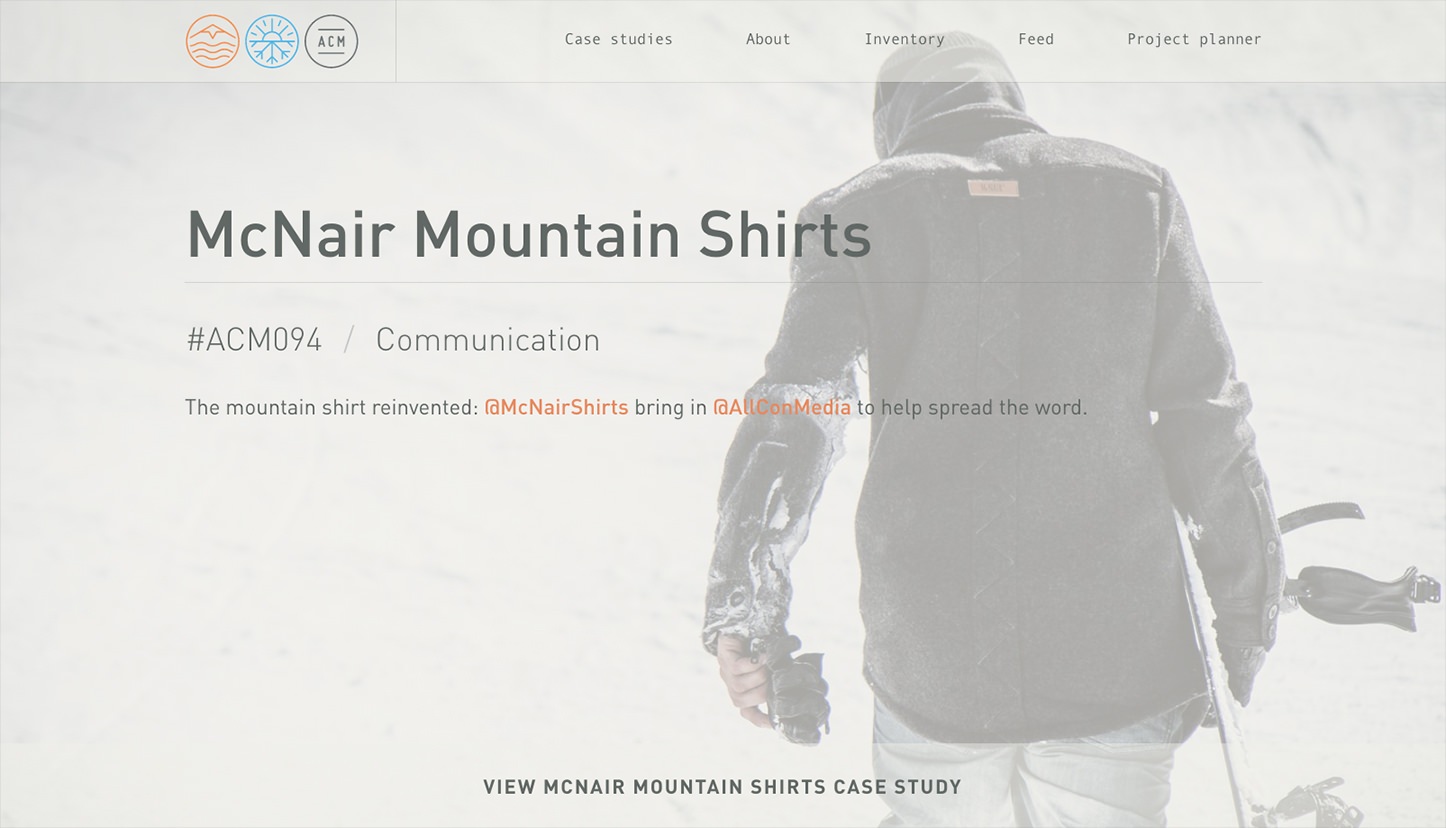 ACM
Case studies
About
Inventory
Feed
Project planner
McNair Mountain Shirts
#ACM094 / Communication
The mountain shirt reinvented: @McNairShirts bring in @AllConMedia to help spread the word.
VIEW MCNAIR MOUNTAIN SHIRTS CASE STUDY